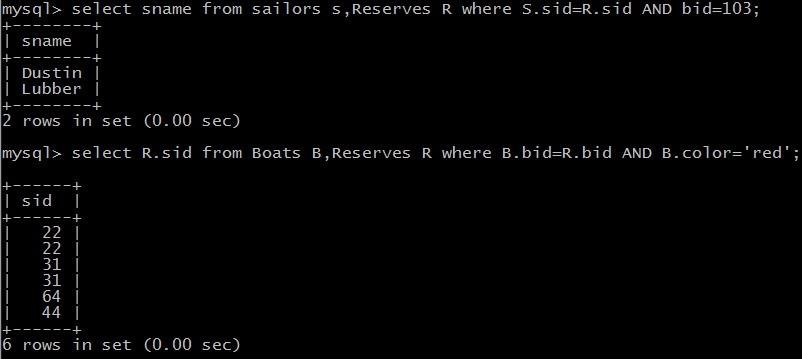 mysql> select sname from sailors s,Reserves R where S.sid=R.sid AND bid=103;
+--------+
| sname  |
+--------+
| Dustin |
| Lubber |
+--------+
2 rows in set (0.00 sec)
mysql> select R.sid from Boats B,Reserves R where B.bid=R.bid AND B.color='red';
+------+
| sid  |
+------+
|   22 |
|   22 |
|   31 |
|   31 |
|   64 |
|   44 |
+------+
6 rows in set (0.00 sec)